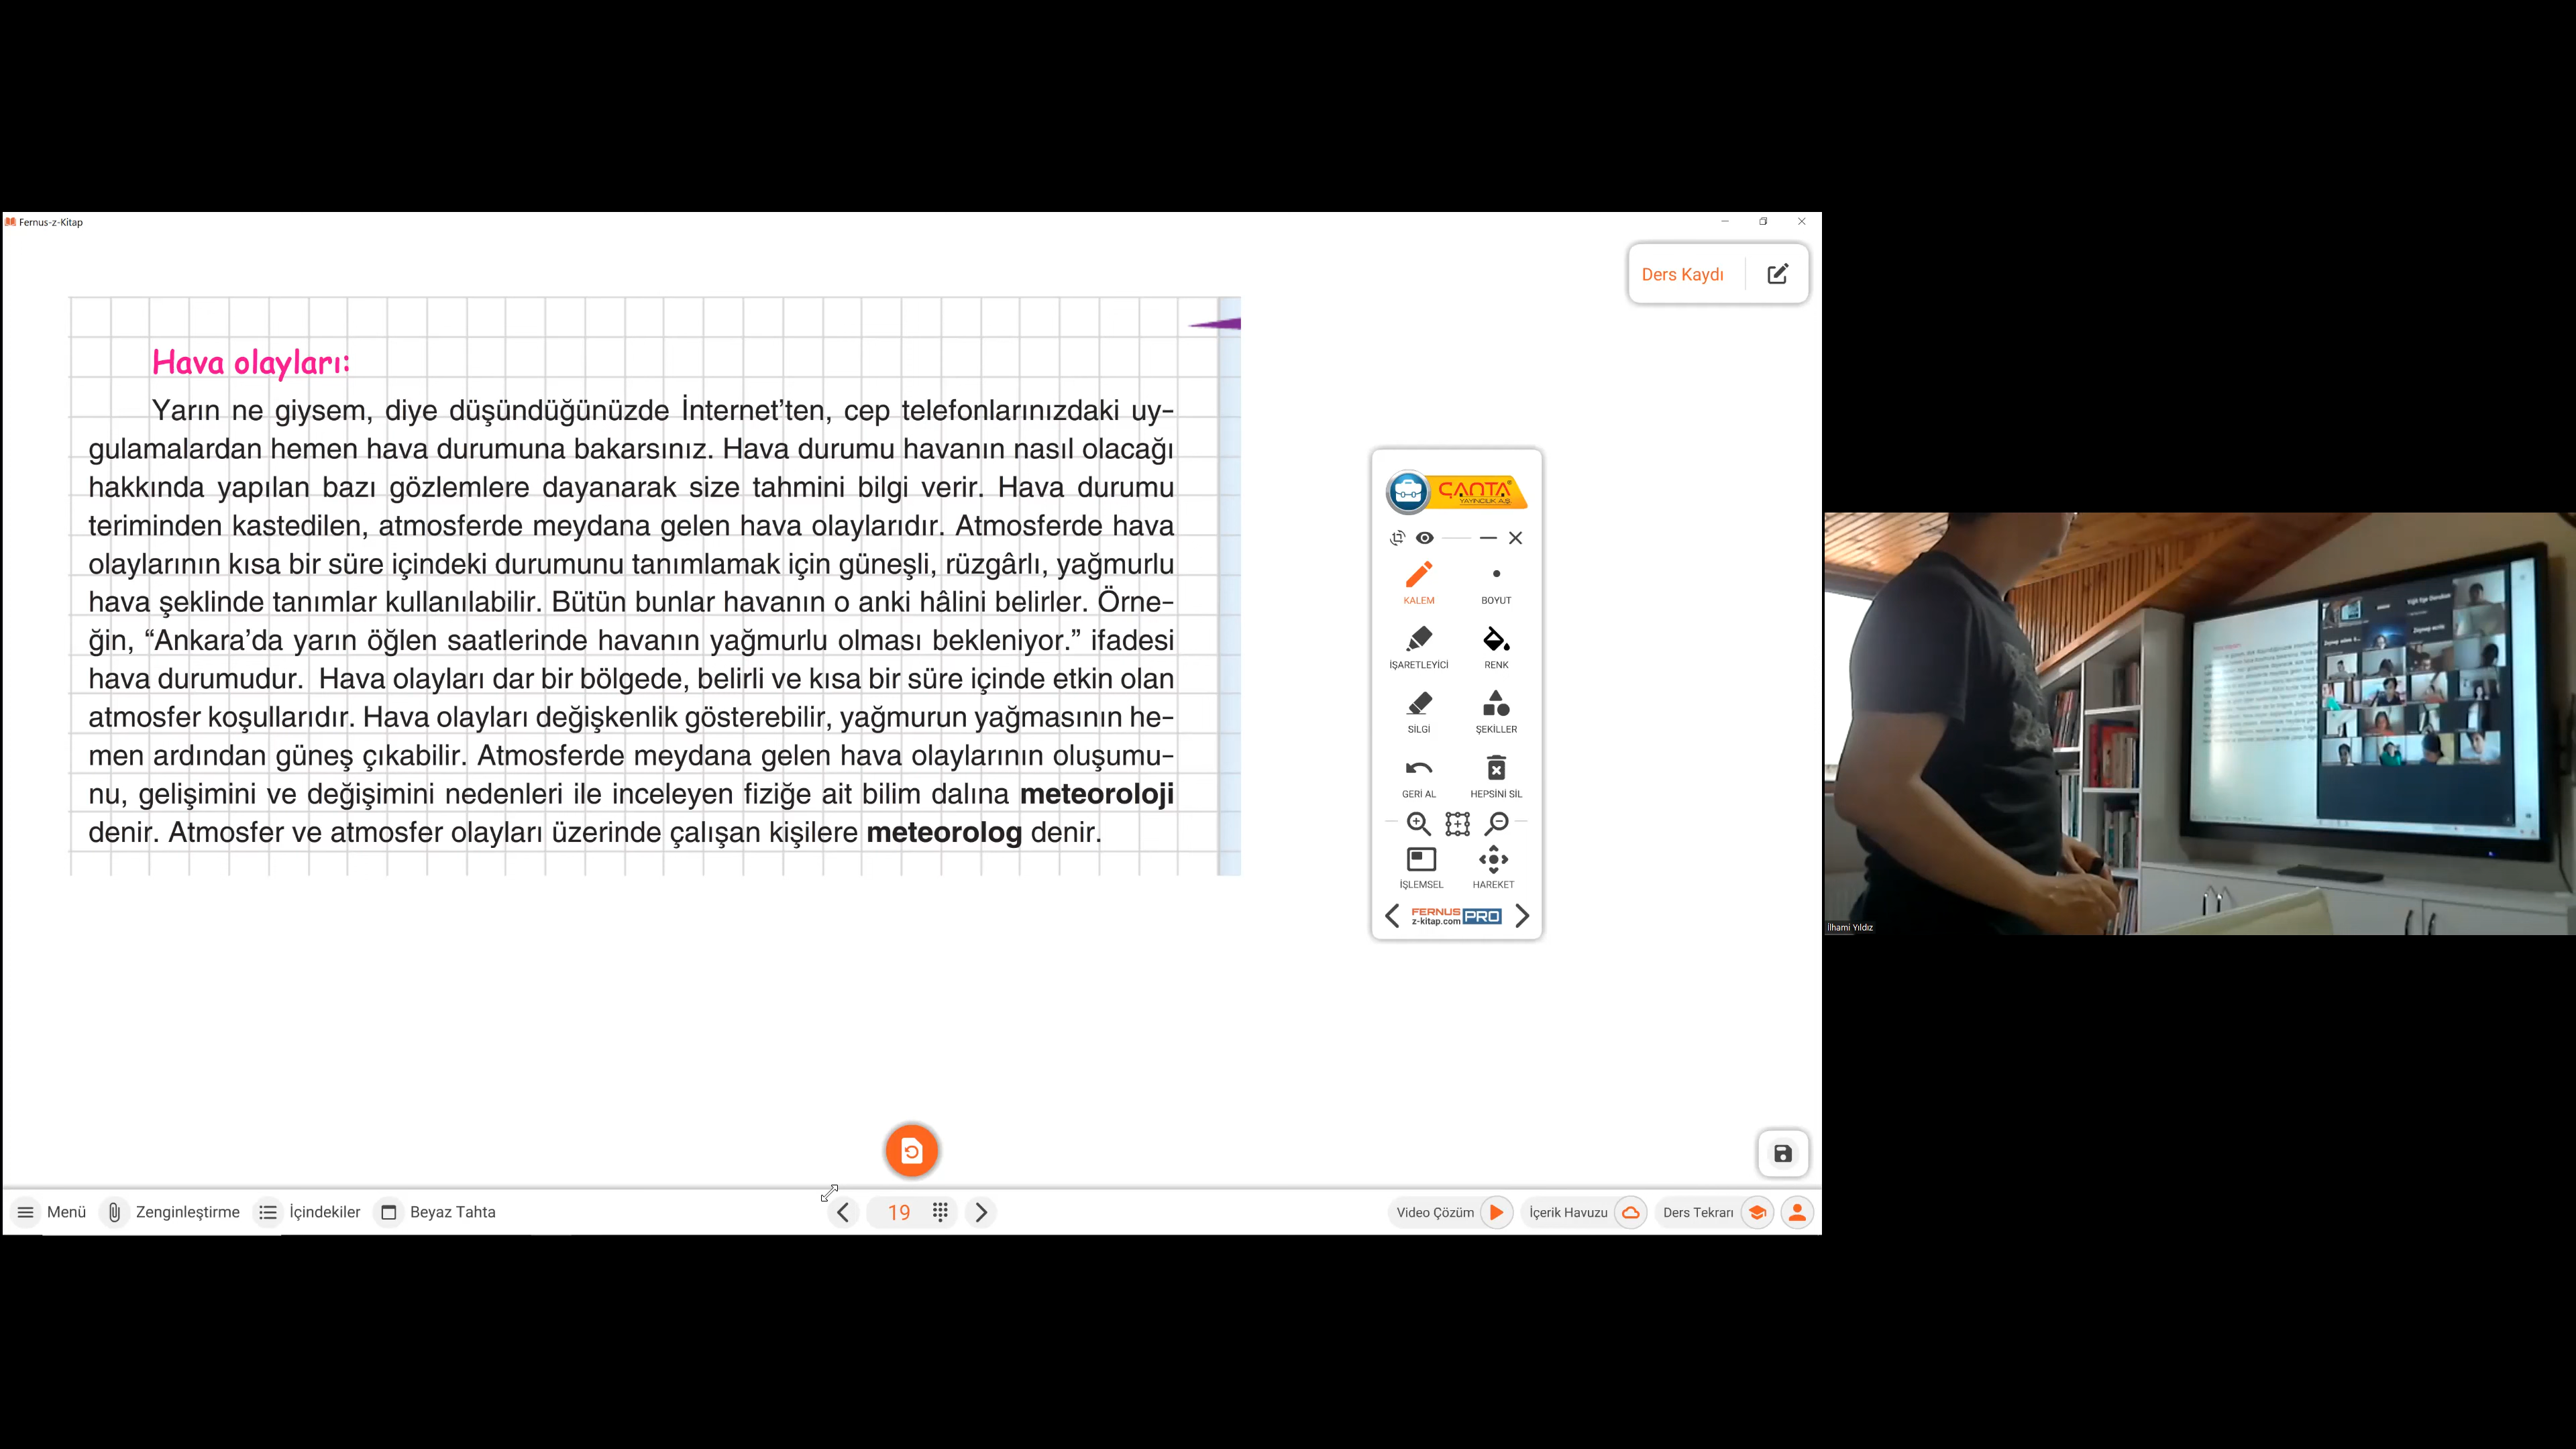 Fernus-z-Kitap
Ders Kaydı
Hava olayları:
Yarın ne giysem, diye düşündüğünüzde İnternet’ten, cep telefonlarınızdaki uy-
gulamalardan hemen hava durumuna bakarsınız. Hava durumu havanın nasıl olacağı
hakkında yapılan bazı gözlemlere dayanarak size tahmini bilgi verir. Hava durumu
teriminden kastedilen, atmosferde meydana gelen hava olaylarıdır. Atmosferde hava
olaylarının kısa bir süre içindeki durumunu tanımlamak için güneşli, rüzgârlı, yağmurlu
hava şeklinde tanımlar kullanılabilir. Bütün bunlar havanın o anki hâlini belirler. Örne-
ğin, “Ankara’da yarın öğlen saatlerinde havanın yağmurlu olması bekleniyor.” ifadesi
hava durumudur. Hava olayları dar bir bölgede, belirli ve kısa bir süre içinde etkin olan
atmosfer koşullarıdır. Hava olayları değişkenlik gösterebilir, yağmurun yağmasının he-
men ardından güneş çıkabilir. Atmosferde meydana gelen hava olaylarının oluşumu-
nu, gelişimini ve değişimini nedenleri ile inceleyen fiziğe ait bilim dalına meteoroloji
denir. Atmosfer ve atmosfer olayları üzerinde çalışan kişilere meteorolog denir.
ÇANTA
YAYINCILIK A.Ş.
KALEM BOYUT
İŞARETLEYİCİ RENK
SİLGİ ŞEKİLLER
GERİ AL HEPSİNİ SİL
İŞLEMSEL HAREKET
FERNUS
z-kitap.com PRO
İlhami Yıldız
Menü Zenginleştirme İçindekiler Beyaz Tahta 19 Video Çözüm İçerik Havuzu Ders Tekrarı